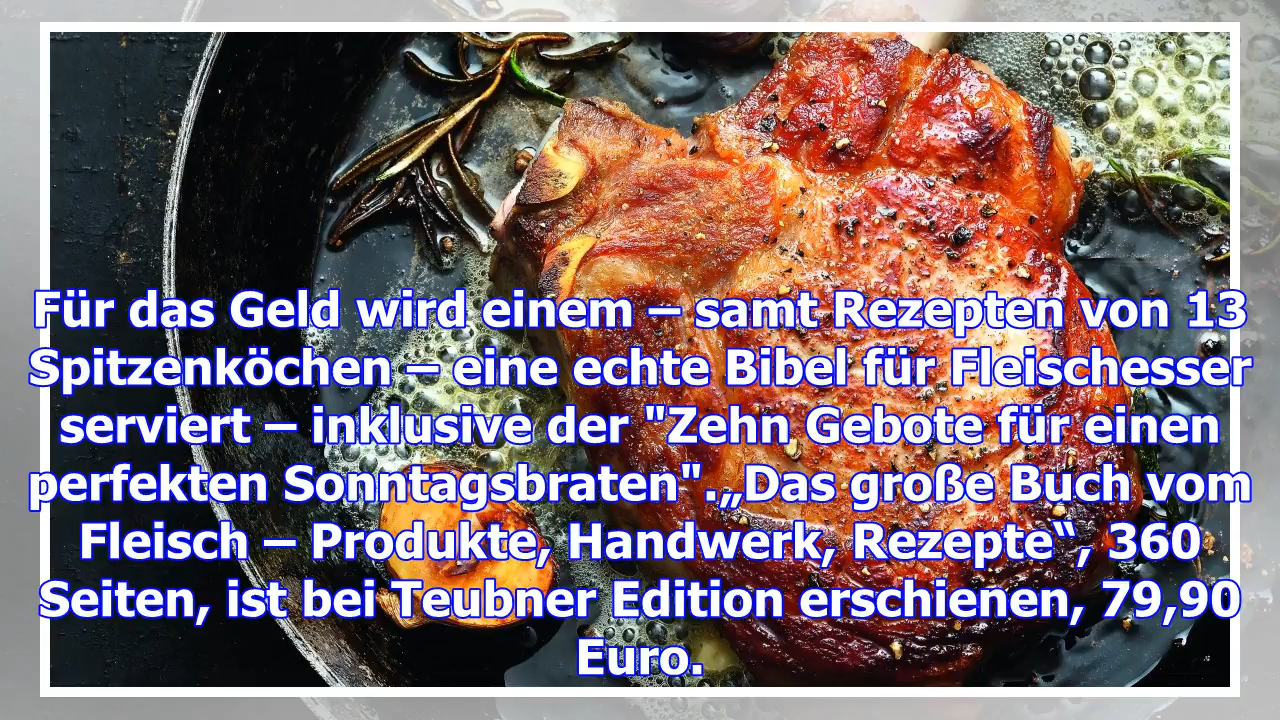 Für das Geld wird einem – samt Rezepten von 13
Spitzenköchen – eine echte Bibel für Fleischesser
serviert – inklusive der "Zehn Gebote für einen
perfekten Sonntagsbraten".„Das große Buch vom
Fleisch – Produkte, Handwerk, Rezepte“, 360
Seiten, ist bei Teubner Edition erschienen, 79,90
Euro.